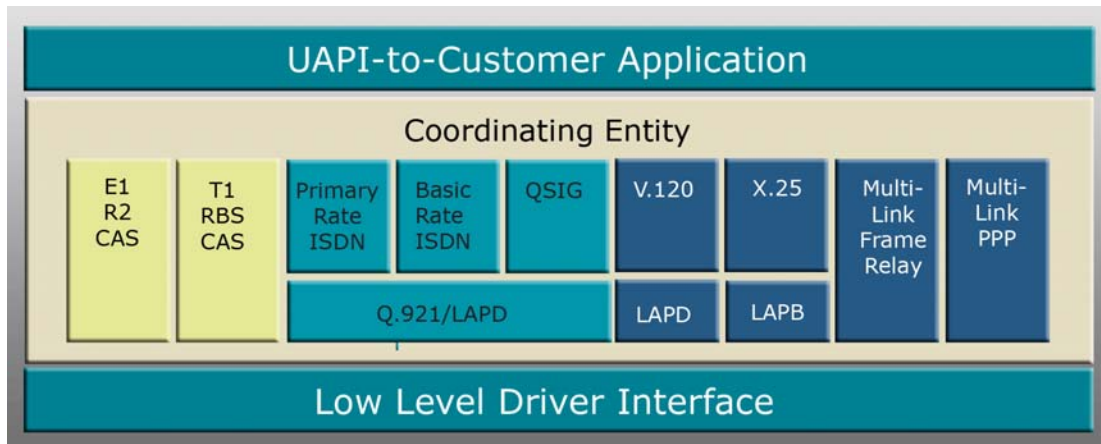 UAPI-to-Customer Application
Coordinating Entity
E1
R2
CAS
T1
RBS
CAS
Primary
Rate
ISDN
Basic
Rate
ISDN
QSIG
V.120
X.25
Multi-
Link
Frame
Relay
Multi-
Link
PPP
Q.921/LAPD
LAPD
LAPB
Low Level Driver Interface